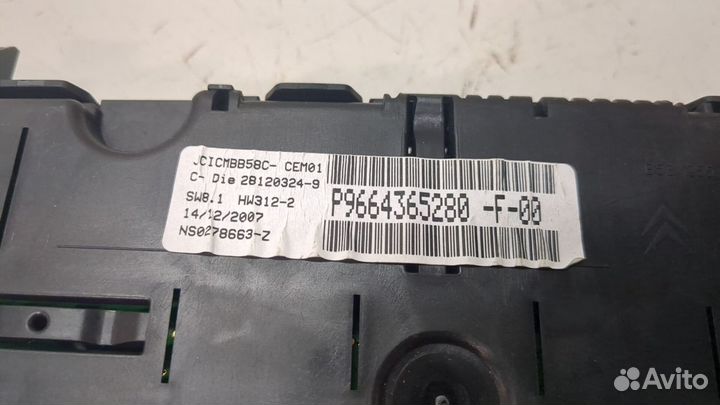 JCICMBB58C- CEM01
C- Die 28120324-9
SW8.1 HW312-2
14/12/2007
NS0278663-Z
P9664365280 -F-00
Avito